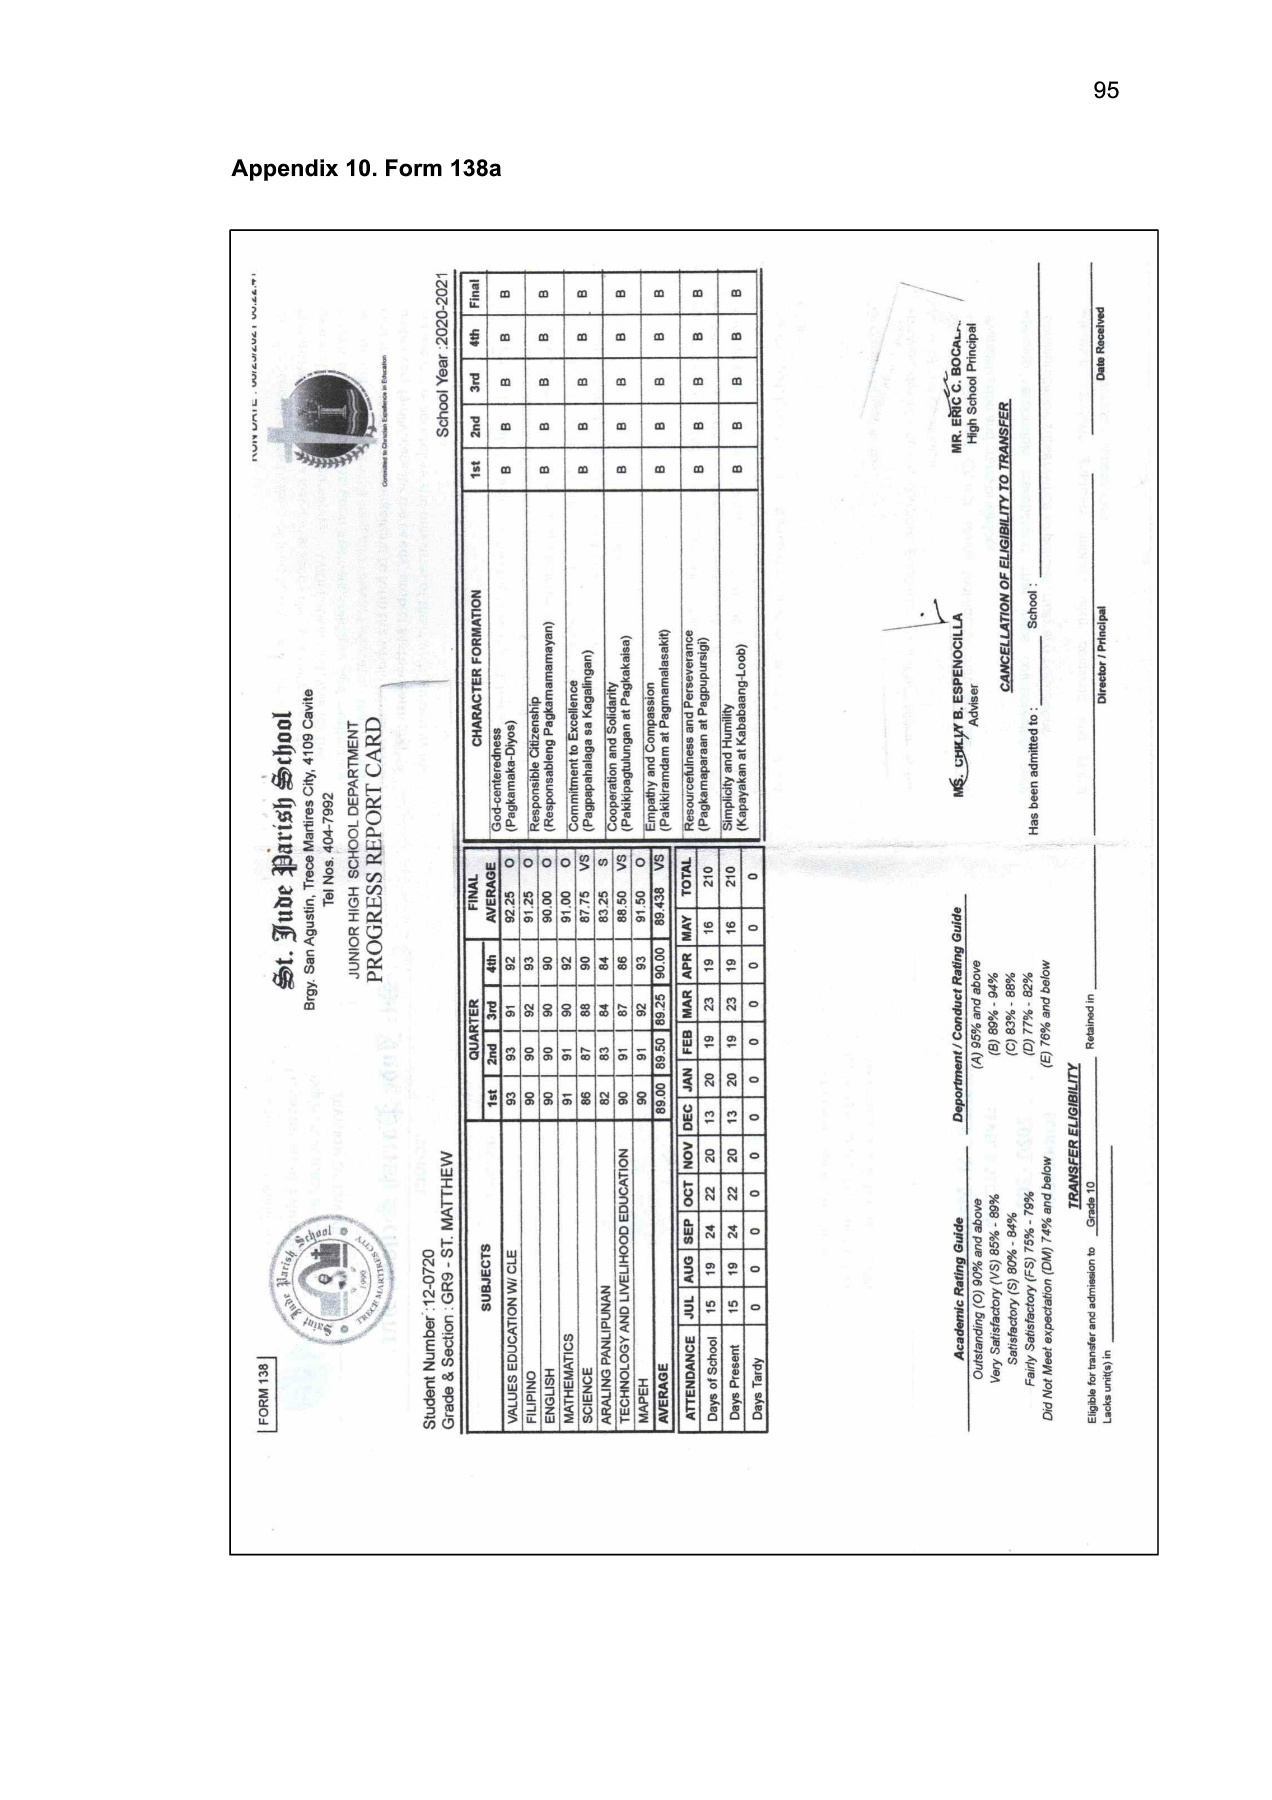 95
Appendix 10. Form 138a
FORM 138
St. Jude Parish School
Brgy. San Agustin, Trece Martires City, 4109 Cavite
Tel Nos. 404-7992
JUNIOR HIGH SCHOOL DEPARTMENT
PROGRESS REPORT CARD
Saint Jude Parish School
1990
TRECE MARTIRES CITY
Committed to Christian Excellence in Education
Student Number :12-0720
Grade & Section :GR9 - ST. MATTHEW
School Year :2020-2021
SUBJECTS QUARTER FINAL AVERAGE
1st 2nd 3rd 4th
VALUES EDUCATION W/ CLE 93 93 91 92 92.25 O
FILIPINO 90 90 92 93 91.25 O
ENGLISH 90 90 90 90 90.00 O
MATHEMATICS 91 91 90 92 91.00 O
SCIENCE 86 87 88 90 87.75 VS
ARALING PANLIPUNAN 82 83 84 84 83.25 S
TECHNOLOGY AND LIVELIHOOD EDUCATION 90 91 87 86 88.50 VS
MAPEH 90 91 92 93 91.50 O
AVERAGE 89.00 89.50 89.25 90.00 89.438 VS
ATTENDANCE JUL AUG SEP OCT NOV DEC JAN FEB MAR APR MAY TOTAL
Days of School 15 19 24 22 20 13 20 19 23 19 16 210
Days Present 15 19 24 22 20 13 20 19 23 19 16 210
Days Tardy 0 0 0 0 0 0 0 0 0 0 0 0
CHARACTER FORMATION 1st 2nd 3rd 4th Final
God-centeredness B B B B B
(Pagkamaka-Diyos)
Responsible Citizenship B B B B B
(Responsableng Pagkamamamayan)
Commitment to Excellence B B B B B
(Pagpapahalaga sa Kagalingan)
Cooperation and Solidarity B B B B B
(Pakikipagtulungan at Pagkakaisa)
Empathy and Compassion B B B B B
(Pakikiramdam at Pagmamalasakit)
Resourcefulness and Perseverance B B B B B
(Pagkamaparaan at Pagpupursigi)
Simplicity and Humility B B B B B
(Kapayakan at Kababaang-Loob)
Academic Rating Guide
Outstanding (O) 90% and above
Very Satisfactory (VS) 85% - 89%
Satisfactory (S) 80% - 84%
Fairly Satisfactory (FS) 75% - 79%
Did Not Meet expectation (DM) 74% and below
Deportment / Conduct Rating Guide
(A) 95% and above
(B) 89% - 94%
(C) 83% - 88%
(D) 77% - 82%
(E) 76% and below
TRANSFER ELIGIBILITY
Eligible for transfer and admission to Grade 10 Retained in
Lacks unit(s) in
MS. B. ESPENOCILLA
Adviser
MR. ERIC C.
High School Principal
CANCELLATION OF ELIGIBILITY TO TRANSFER
Has been admitted to : School :
Director / Principal
Date Received